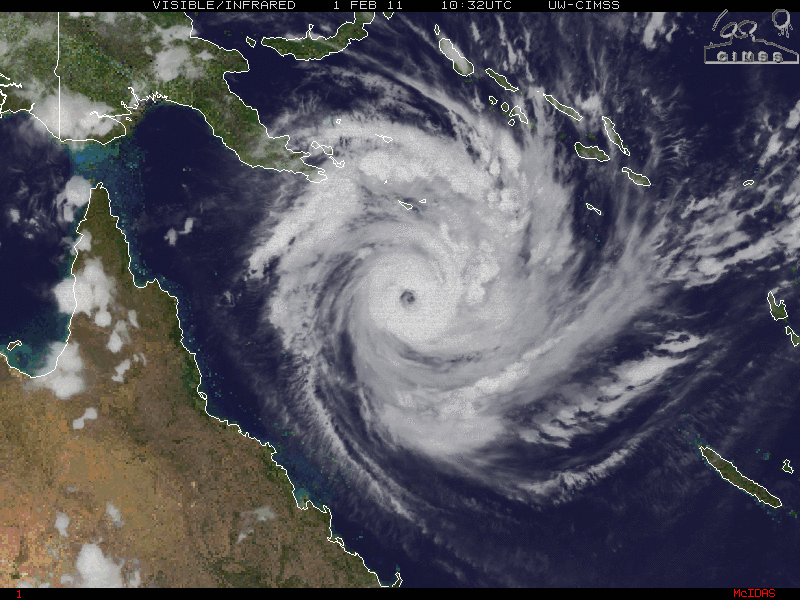 VISIBLE/INFRARED 1 FEB 11 10:32UTC UW-CIMSS
CIMSS
1 McIDAS